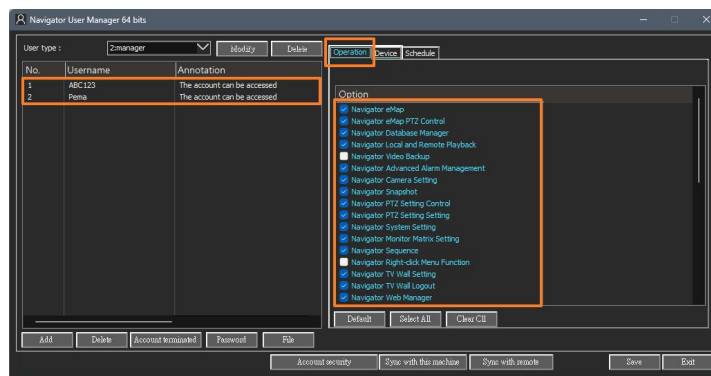 Navigator User Manager 64 bits
User type : 2:manager Modify Delete
Operation Device Schedule
No. Username Annotation
1 ABC123 The account can be accessed
2 Pema The account can be accessed
Option
Navigator eMap
Navigator eMap PTZ Control
Navigator Database Manager
Navigator Local and Remote Playback
Navigator Video Backup
Navigator Advanced Alarm Management
Navigator Camera Setting
Navigator Snapshot
Navigator PTZ Setting Control
Navigator PTZ Setting Setting
Navigator System Setting
Navigator Monitor Matrix Setting
Navigator Sequence
Navigator Right-click Menu Function
Navigator TV Wall Setting
Navigator TV Wall Logout
Navigator Web Manager
Default Select All Clear Cll
Add Delete Account terminated Password File
Account security Sync with this machine Sync with remote Save Exit